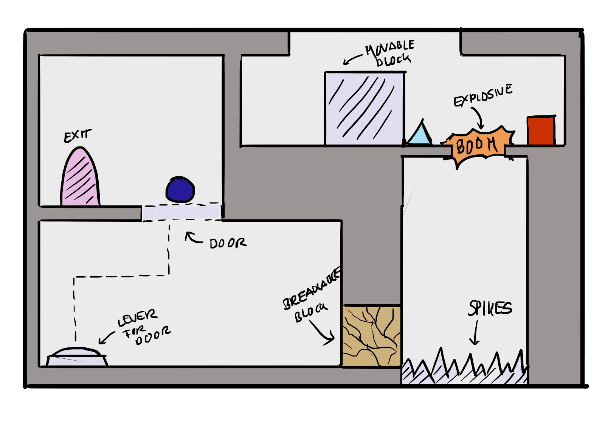 MOVABLE
BLOCK
EXPLOSIVE
BOOM
EXIT
DOOR
BREAKABLE
BLOCK
SPIKES
LEVER
FOR
DOOR